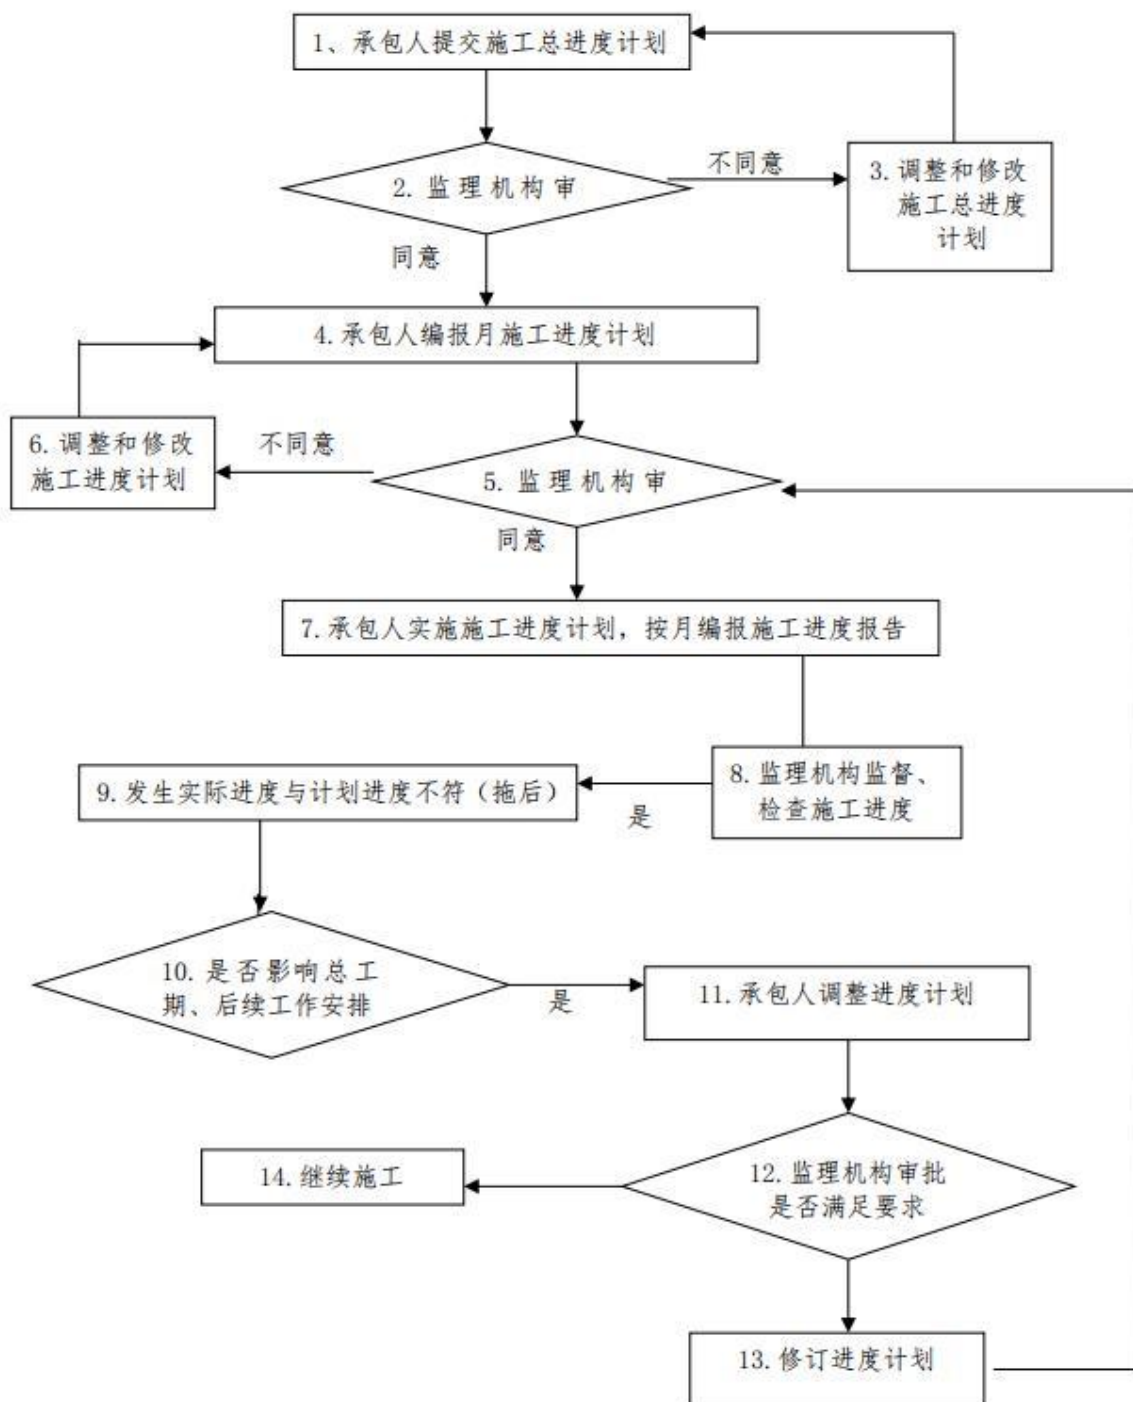 1、承包人提交施工总进度计划
2. 监理机构审
不同意
3. 调整和修改
施工总进度
计划
同意
4. 承包人编报月施工进度计划
6. 调整和修改
施工进度计划
不同意
5. 监理机构审
同意
7. 承包人实施施工进度计划，按月编报施工进度报告
8. 监理机构监督、
检查施工进度
9. 发生实际进度与计划进度不符（拖后）
是
10. 是否影响总工
期、后续工作安排
是
11. 承包人调整进度计划
12. 监理机构审批
是否满足要求
14. 继续施工
13. 修订进度计划